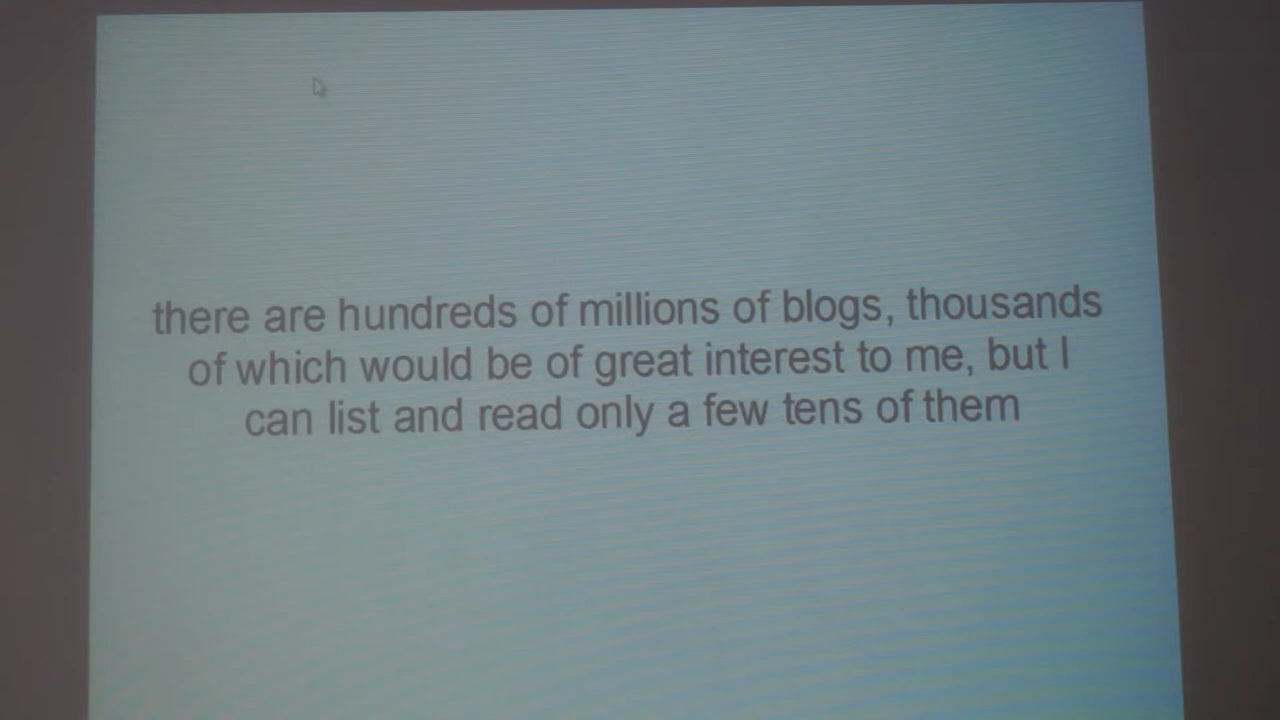 there are hundreds of millions of blogs, thousands
of which would be of great interest to me, but I
can list and read only a few tens of them